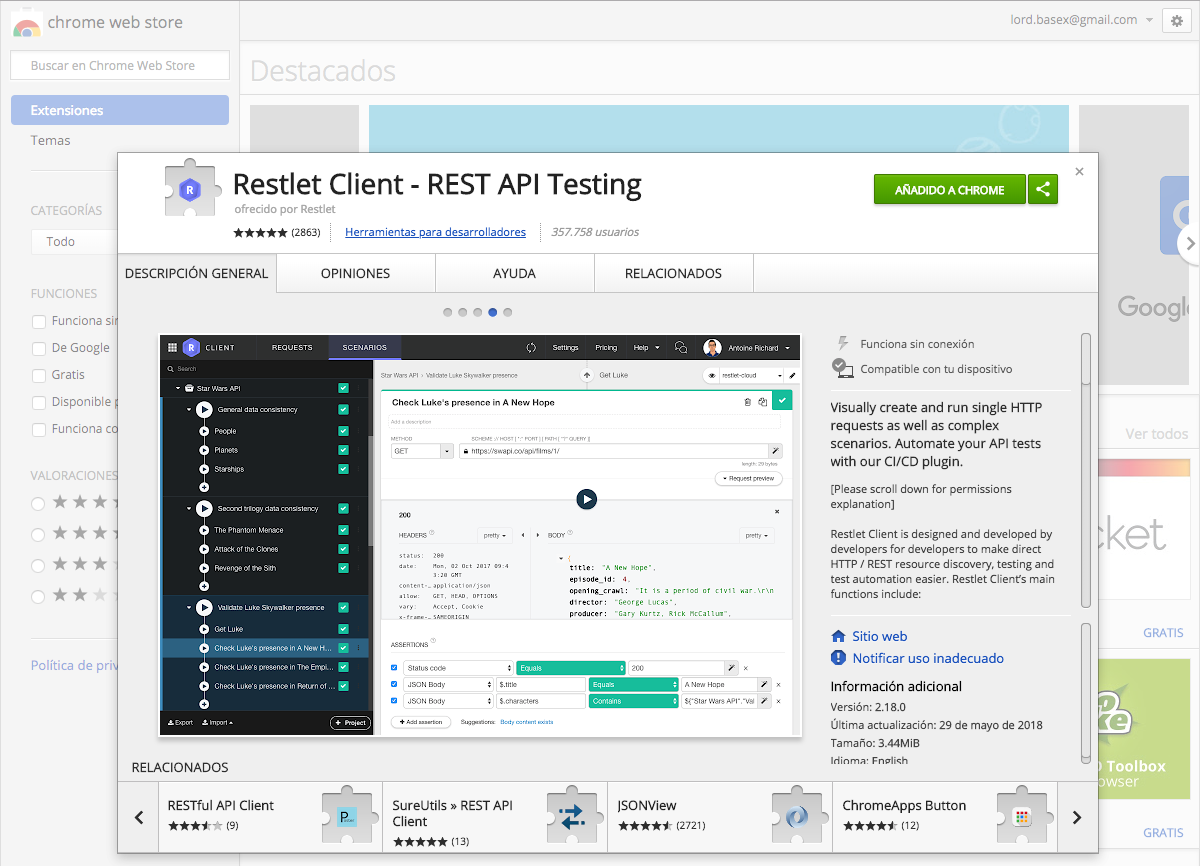 chrome web store
lord.basex@gmail.com
Buscar en Chrome Web Store
Destacados
Extensiones
Temas
CATEGORÍAS
Todo
FUNCIONES
Funciona sin
De Google
Gratis
Disponible p
Funciona co
VALORACIONES
Política de priv
Google
Ver todos
cket
GRATIS
Toolbox
owser
GRATIS
R
Restlet Client - REST API Testing
ofrecido por Restlet
(2863)
Herramientas para desarrolladores
357.758 usuarios
AÑADIDO A CHROME
DESCRIPCIÓN GENERAL
OPINIONES
AYUDA
RELACIONADOS
R CLIENT
REQUESTS
SCENARIOS
Settings
Pricing
Help
Antoine Richard
Search
Star Wars API
General data consistency
People
Planets
Starships
Second trilogy data consistency
The Phantom Menace
Attack of the Clones
Revenge of the Sith
Validate Luke Skywalker presence
Get Luke
Check Luke's presence in A New H...
Check Luke's presence in The Empi...
Check Luke's presence in Return of ...
Export
Import
+ Project
Star Wars API › Validate Luke Skywalker presence
Get Luke
restlet-cloud
Check Luke's presence in A New Hope
Add a description
METHOD
SCHEME :// HOST [ ":" PORT ] [ PATH [ "?" QUERY ]]
GET
https://swapi.co/api/films/1/
length: 29 bytes
Request preview
200
HEADERS
pretty
BODY
pretty
status: 200
date: Mon, 02 Oct 2017 09:4
3:20 GMT
content-… application/json
allow: GET, HEAD, OPTIONS
vary: Accept, Cookie
x-frame-… SAMEORIGIN
{
title: "A New Hope",
episode_id: 4,
opening_crawl: "It is a period of civil war.\r\n
director: "George Lucas",
producer: "Gary Kurtz, Rick McCallum",
ASSERTIONS
Status code
Equals
200
JSON Body
$.title
Equals
A New Hope
JSON Body
$.characters
Contains
${"Star Wars API"."Val
+ Add assertion
Suggestions:
Body content exists
Funciona sin conexión
Compatible con tu dispositivo
Visually create and run single HTTP
requests as well as complex
scenarios. Automate your API tests
with our CI/CD plugin.
[Please scroll down for permissions
explanation]
Restlet Client is designed and developed by
developers for developers to make direct
HTTP / REST resource discovery, testing and
test automation easier. Restlet Client's main
functions include:
Sitio web
Notificar uso inadecuado
Información adicional
Versión: 2.18.0
Última actualización: 29 de mayo de 2018
Tamaño: 3.44MiB
Idioma: English
RELACIONADOS
RESTful API Client
(9)
SureUtils » REST API
Client
(13)
JSONView
(2721)
ChromeApps Button
(12)